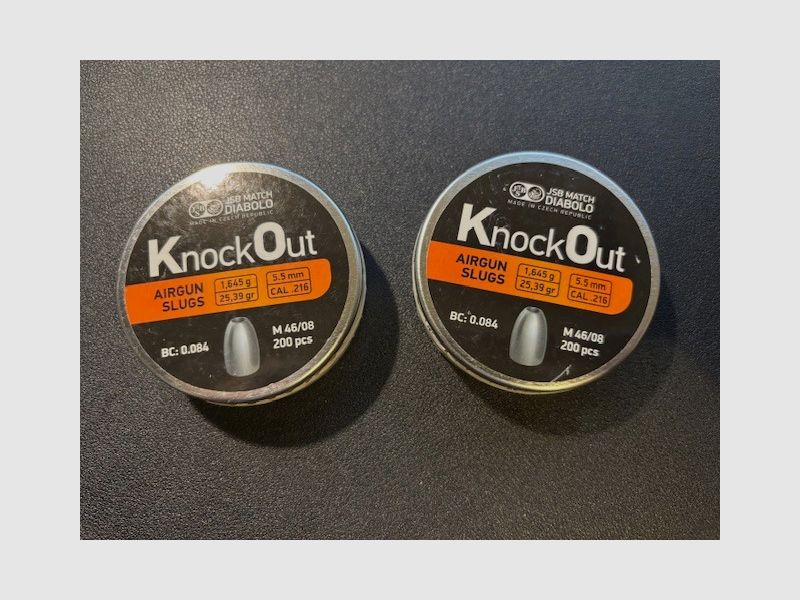 JSB MATCH
DIABOLO
MADE IN CZECH REPUBLIC
KnockOut
AIRGUN
SLUGS
1,645 g
25,39 gr
5.5 mm
CAL .216
BC: 0.084
M 46/08
200 pcs
JSB MATCH
DIABOLO
MADE IN CZECH REPUBLIC
KnockOut
AIRGUN
SLUGS
1,645 g
25,39 gr
5.5 mm
CAL .216
BC: 0.084
M 46/08
200 pcs